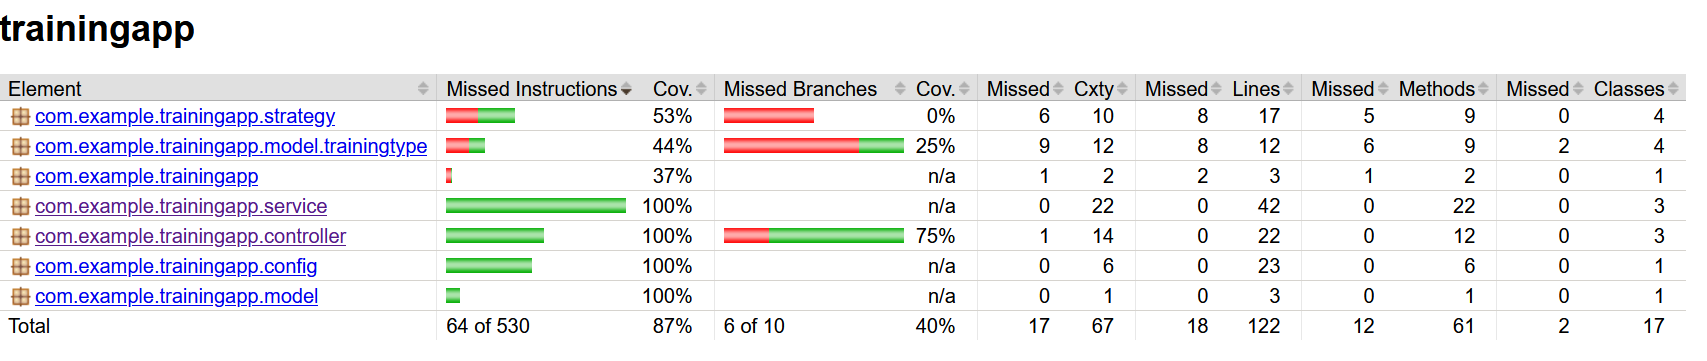 trainingapp
Element Missed Instructions Cov. Missed Branches Cov. Missed Cxty Missed Lines Missed Methods Missed Classes
com.example.trainingapp.strategy 53% 0% 6 10 8 17 5 9 0 4
com.example.trainingapp.model.trainingtype 44% 25% 9 12 8 12 6 9 2 4
com.example.trainingapp 37% n/a 1 2 2 3 1 2 0 1
com.example.trainingapp.service 100% n/a 0 22 0 42 0 22 0 3
com.example.trainingapp.controller 100% 75% 1 14 0 22 0 12 0 3
com.example.trainingapp.config 100% n/a 0 6 0 23 0 6 0 1
com.example.trainingapp.model 100% n/a 0 1 0 3 0 1 0 1
Total 64 of 530 87% 6 of 10 40% 17 67 18 122 12 61 2 17